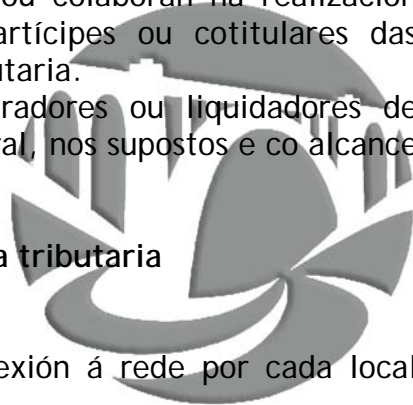 ou colaboran na realización
artícipes ou cotitulares das
utaria.
radores ou liquidadores de
ral, nos supostos e co alcance
a tributaria
exión á rede por cada local